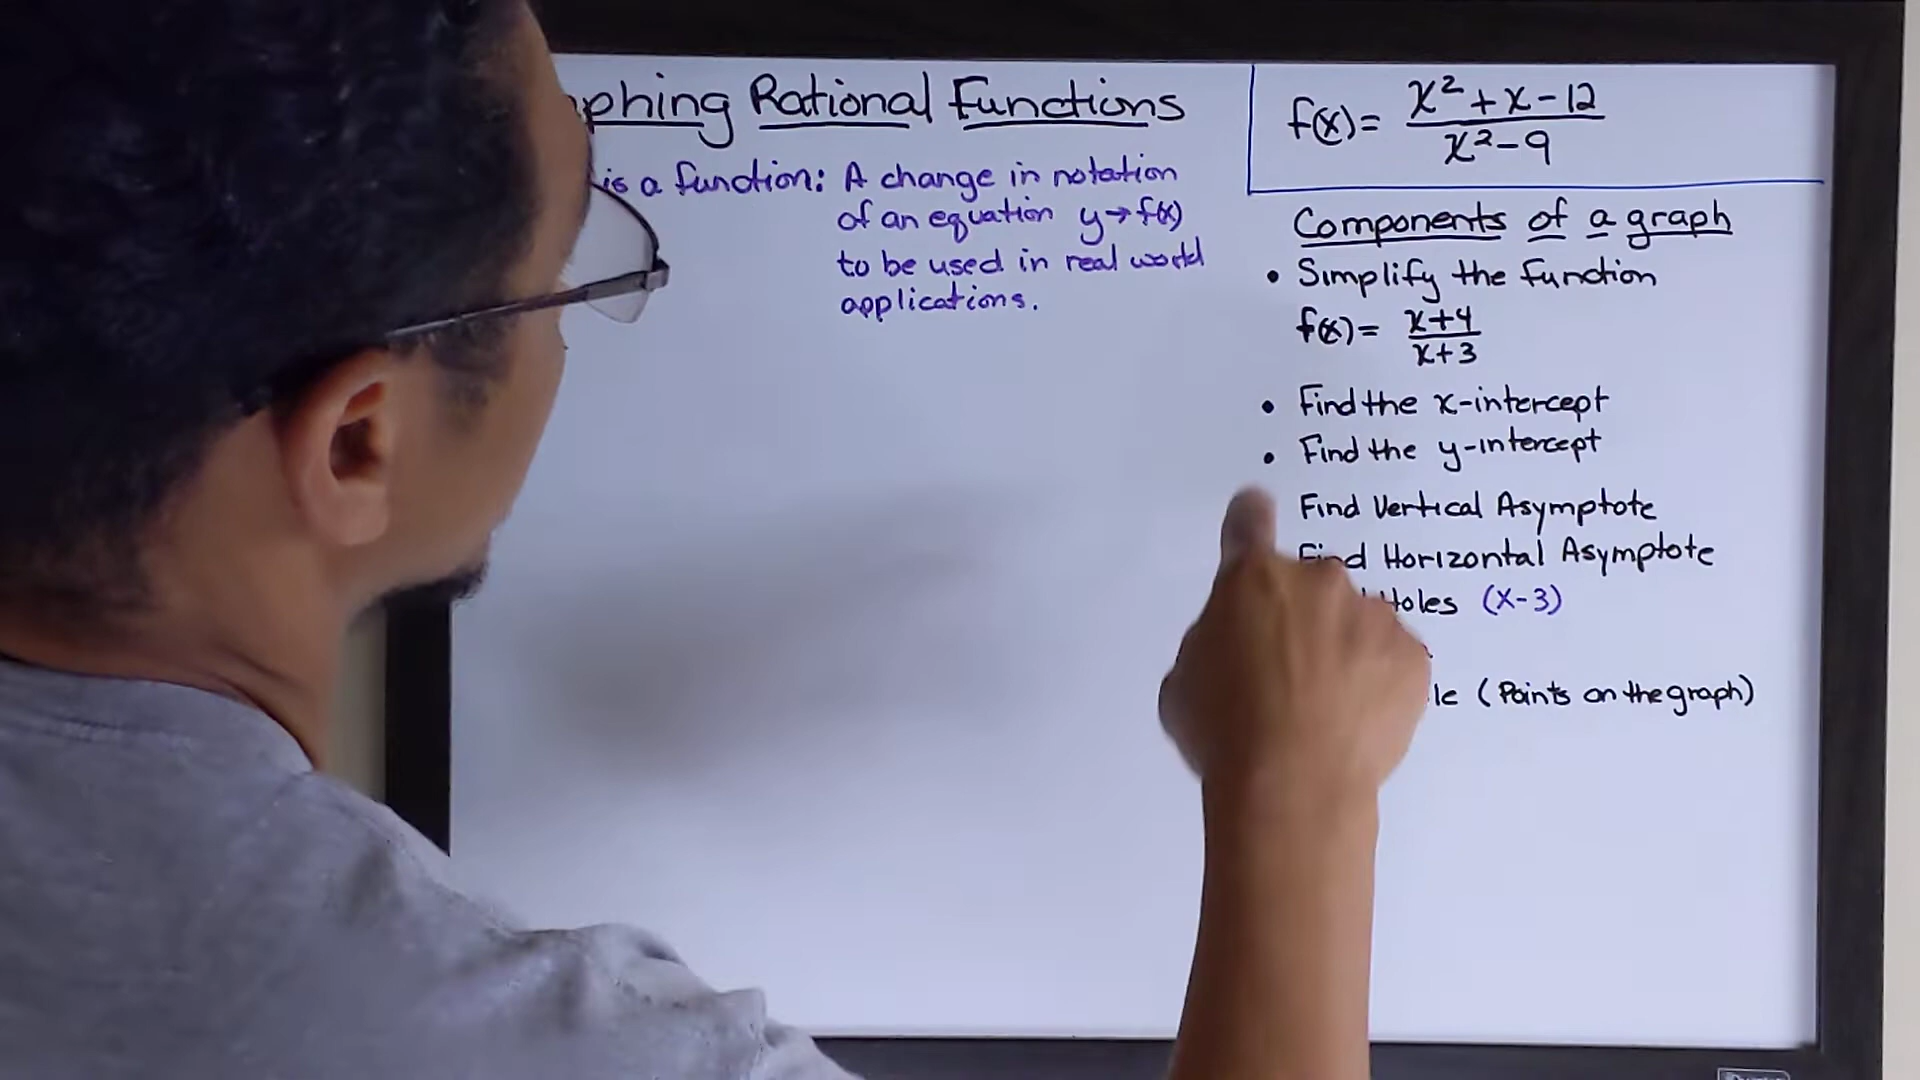 phing Rational Functions
is a function: A change in notation
of an equation y→f(x)
to be used in real world
applications.
f(x)= x²+x-12
x²-9
Components of a graph
• Simplify the function
f(x)= x+4
x+3
• Find the x-intercept
• Find the y-intercept
Find Vertical Asymptote
Find Horizontal Asymptote
Holes (x-3)
le (Points on the graph)